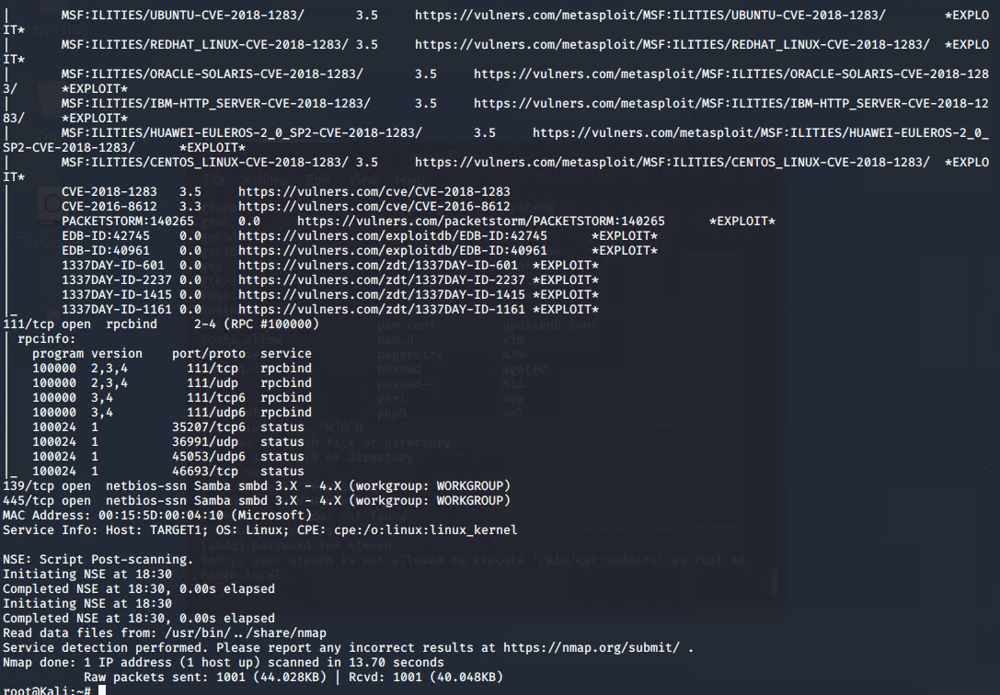 |       MSF:ILITIES/UBUNTU-CVE-2018-1283/       3.5     https://vulners.com/metasploit/MSF:ILITIES/UBUNTU-CVE-2018-1283/        *EXPLO
IT*
|       MSF:ILITIES/REDHAT_LINUX-CVE-2018-1283/ 3.5     https://vulners.com/metasploit/MSF:ILITIES/REDHAT_LINUX-CVE-2018-1283/  *EXPLO
IT*
|       MSF:ILITIES/ORACLE-SOLARIS-CVE-2018-1283/       3.5     https://vulners.com/metasploit/MSF:ILITIES/ORACLE-SOLARIS-CVE-2018-128
3/      *EXPLOIT*
|       MSF:ILITIES/IBM-HTTP_SERVER-CVE-2018-1283/      3.5     https://vulners.com/metasploit/MSF:ILITIES/IBM-HTTP_SERVER-CVE-2018-12
83/     *EXPLOIT*
|       MSF:ILITIES/HUAWEI-EULEROS-2_0_SP2-CVE-2018-1283/       3.5     https://vulners.com/metasploit/MSF:ILITIES/HUAWEI-EULEROS-2_0_
SP2-CVE-2018-1283/      *EXPLOIT*
|       MSF:ILITIES/CENTOS_LINUX-CVE-2018-1283/ 3.5     https://vulners.com/metasploit/MSF:ILITIES/CENTOS_LINUX-CVE-2018-1283/  *EXPLO
IT*
|       CVE-2018-1283   3.5     https://vulners.com/cve/CVE-2018-1283
|       CVE-2016-8612   3.3     https://vulners.com/cve/CVE-2016-8612
|       PACKETSTORM:140265      0.0     https://vulners.com/packetstorm/PACKETSTORM:140265      *EXPLOIT*
|       EDB-ID:42745    0.0     https://vulners.com/exploitdb/EDB-ID:42745      *EXPLOIT*
|       EDB-ID:40961    0.0     https://vulners.com/exploitdb/EDB-ID:40961      *EXPLOIT*
|       1337DAY-ID-601  0.0     https://vulners.com/zdt/1337DAY-ID-601  *EXPLOIT*
|       1337DAY-ID-2237 0.0     https://vulners.com/zdt/1337DAY-ID-2237 *EXPLOIT*
|       1337DAY-ID-1415 0.0     https://vulners.com/zdt/1337DAY-ID-1415 *EXPLOIT*
|_      1337DAY-ID-1161 0.0     https://vulners.com/zdt/1337DAY-ID-1161 *EXPLOIT*
111/tcp open  rpcbind     2-4 (RPC #100000)
| rpcinfo:
|   program version    port/proto  service
|   100000  2,3,4        111/tcp   rpcbind
|   100000  2,3,4        111/udp   rpcbind
|   100000  3,4          111/tcp6  rpcbind
|   100000  3,4          111/udp6  rpcbind
|   100024  1          35207/tcp6  status
|   100024  1          36991/udp   status
|   100024  1          45053/udp6  status
|_  100024  1          46693/tcp   status
139/tcp open  netbios-ssn Samba smbd 3.X - 4.X (workgroup: WORKGROUP)
445/tcp open  netbios-ssn Samba smbd 3.X - 4.X (workgroup: WORKGROUP)
MAC Address: 00:15:5D:00:04:10 (Microsoft)
Service Info: Host: TARGET1; OS: Linux; CPE: cpe:/o:linux:linux_kernel

NSE: Script Post-scanning.
Initiating NSE at 18:30
Completed NSE at 18:30, 0.00s elapsed
Initiating NSE at 18:30
Completed NSE at 18:30, 0.00s elapsed
Read data files from: /usr/bin/../share/nmap
Service detection performed. Please report any incorrect results at https://nmap.org/submit/ .
Nmap done: 1 IP address (1 host up) scanned in 13.70 seconds
           Raw packets sent: 1001 (44.028KB) | Rcvd: 1001 (40.048KB)
root@Kali:~#